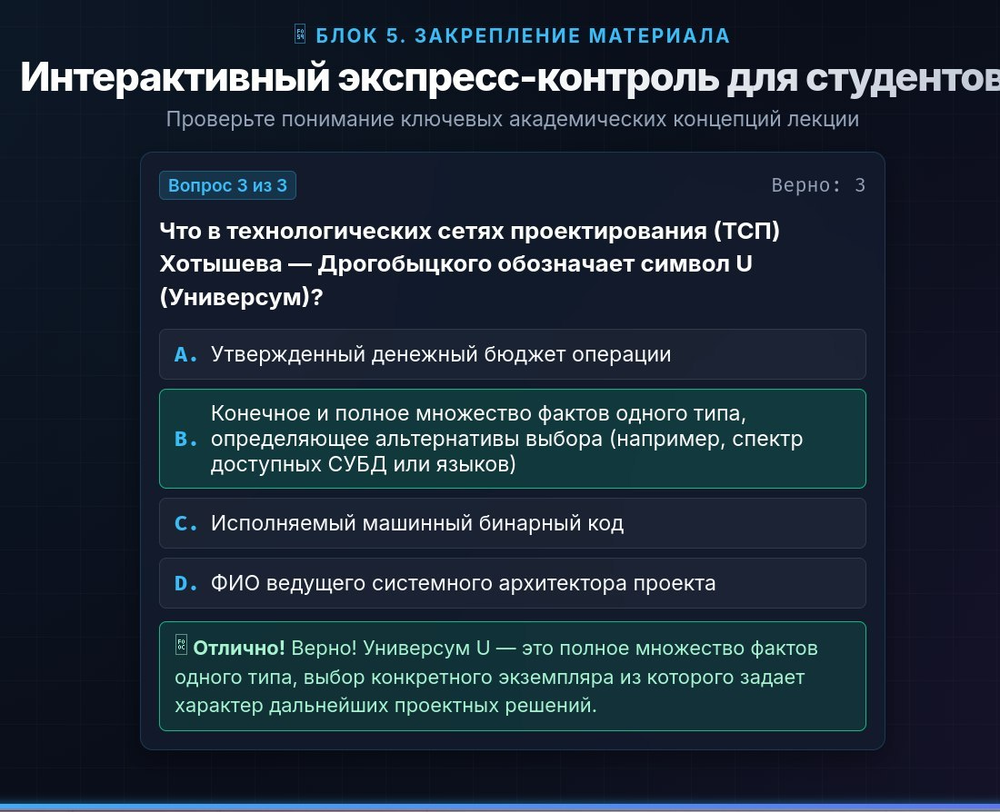 БЛОК 5. ЗАКРЕПЛЕНИЕ МАТЕРИАЛА
Интерактивный экспресс-контроль для студентов
Проверьте понимание ключевых академических концепций лекции
Вопрос 3 из 3
Верно: 3
Что в технологических сетях проектирования (ТСП)
Хотышева — Дрогобыцкого обозначает символ U
(Универсум)?
A. Утвержденный денежный бюджет операции
B. Конечное и полное множество фактов одного типа,
определяющее альтернативы выбора (например, спектр
доступных СУБД или языков)
C. Исполняемый машинный бинарный код
D. ФИО ведущего системного архитектора проекта
Отлично! Верно! Универсум U — это полное множество фактов
одного типа, выбор конкретного экземпляра из которого задает
характер дальнейших проектных решений.